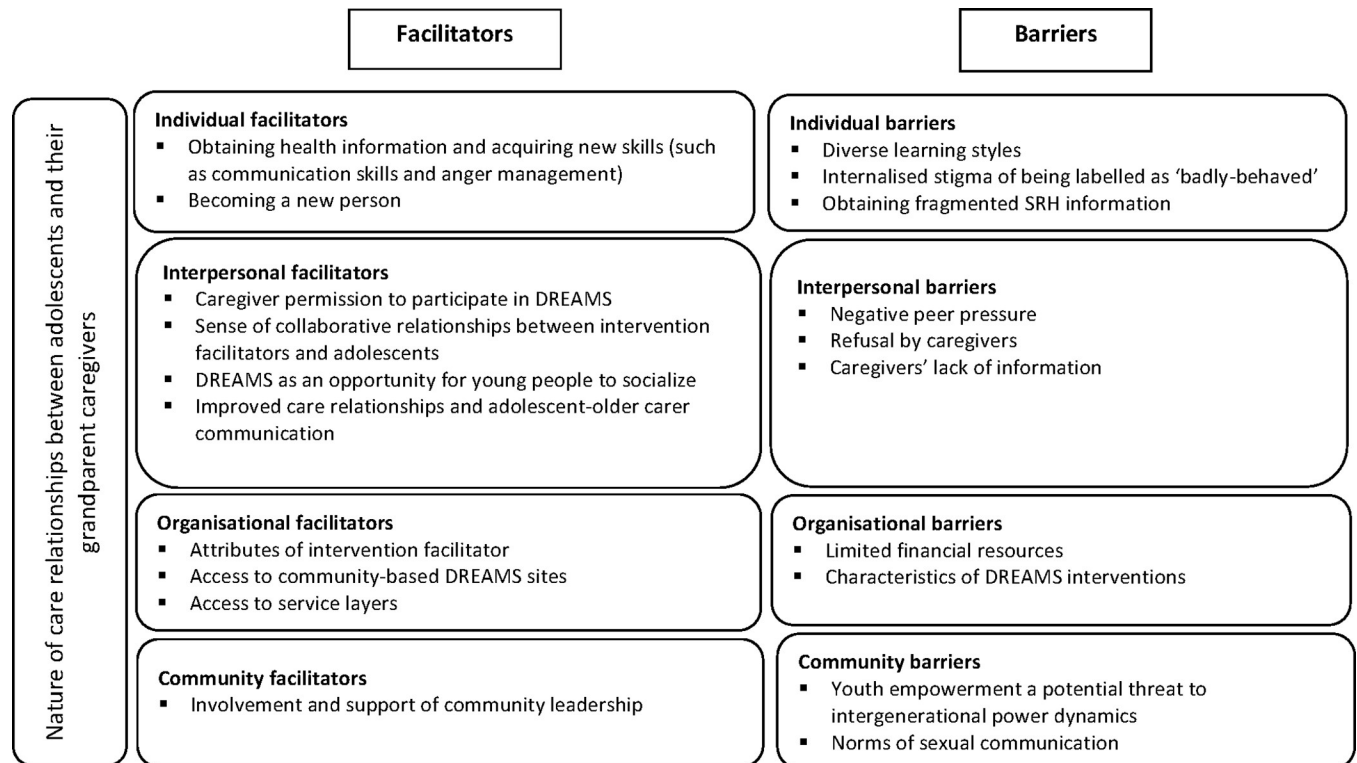 Facilitators
Barriers
Nature of care relationships between adolescents and their
grandparent caregivers
Individual facilitators
▪ Obtaining health information and acquiring new skills (such
as communication skills and anger management)
▪ Becoming a new person
Individual barriers
▪ Diverse learning styles
▪ Internalised stigma of being labelled as ‘badly-behaved’
▪ Obtaining fragmented SRH information
Interpersonal facilitators
▪ Caregiver permission to participate in DREAMS
▪ Sense of collaborative relationships between intervention
facilitators and adolescents
▪ DREAMS as an opportunity for young people to socialize
▪ Improved care relationships and adolescent-older carer
communication
Interpersonal barriers
▪ Negative peer pressure
▪ Refusal by caregivers
▪ Caregivers’ lack of information
Organisational facilitators
▪ Attributes of intervention facilitator
▪ Access to community-based DREAMS sites
▪ Access to service layers
Organisational barriers
▪ Limited financial resources
▪ Characteristics of DREAMS interventions
Community facilitators
▪ Involvement and support of community leadership
Community barriers
▪ Youth empowerment a potential threat to
intergenerational power dynamics
▪ Norms of sexual communication